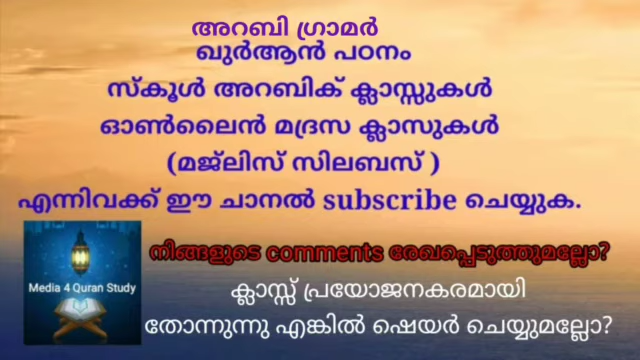 അറബി ഗ്രാമർ
ഖുർആൻ പഠനം
സ്കൂൾ അറബിക് ക്ലാസ്സുകൾ
ഓൺലൈൻ മദ്രസ ക്ലാസുകൾ
(മജ്ലിസ് സിലബസ് )
എന്നിവക്ക് ഈ ചാനൽ subscribe ചെയ്യുക.
നിങ്ങളുടെ comments രേഖപ്പെടുത്തുമല്ലോ?
Media 4 Quran Study
ക്ലാസ്സ് പ്രയോജനകരമായി
തോന്നുന്നു എങ്കിൽ ഷെയർ ചെയ്യുമല്ലോ?